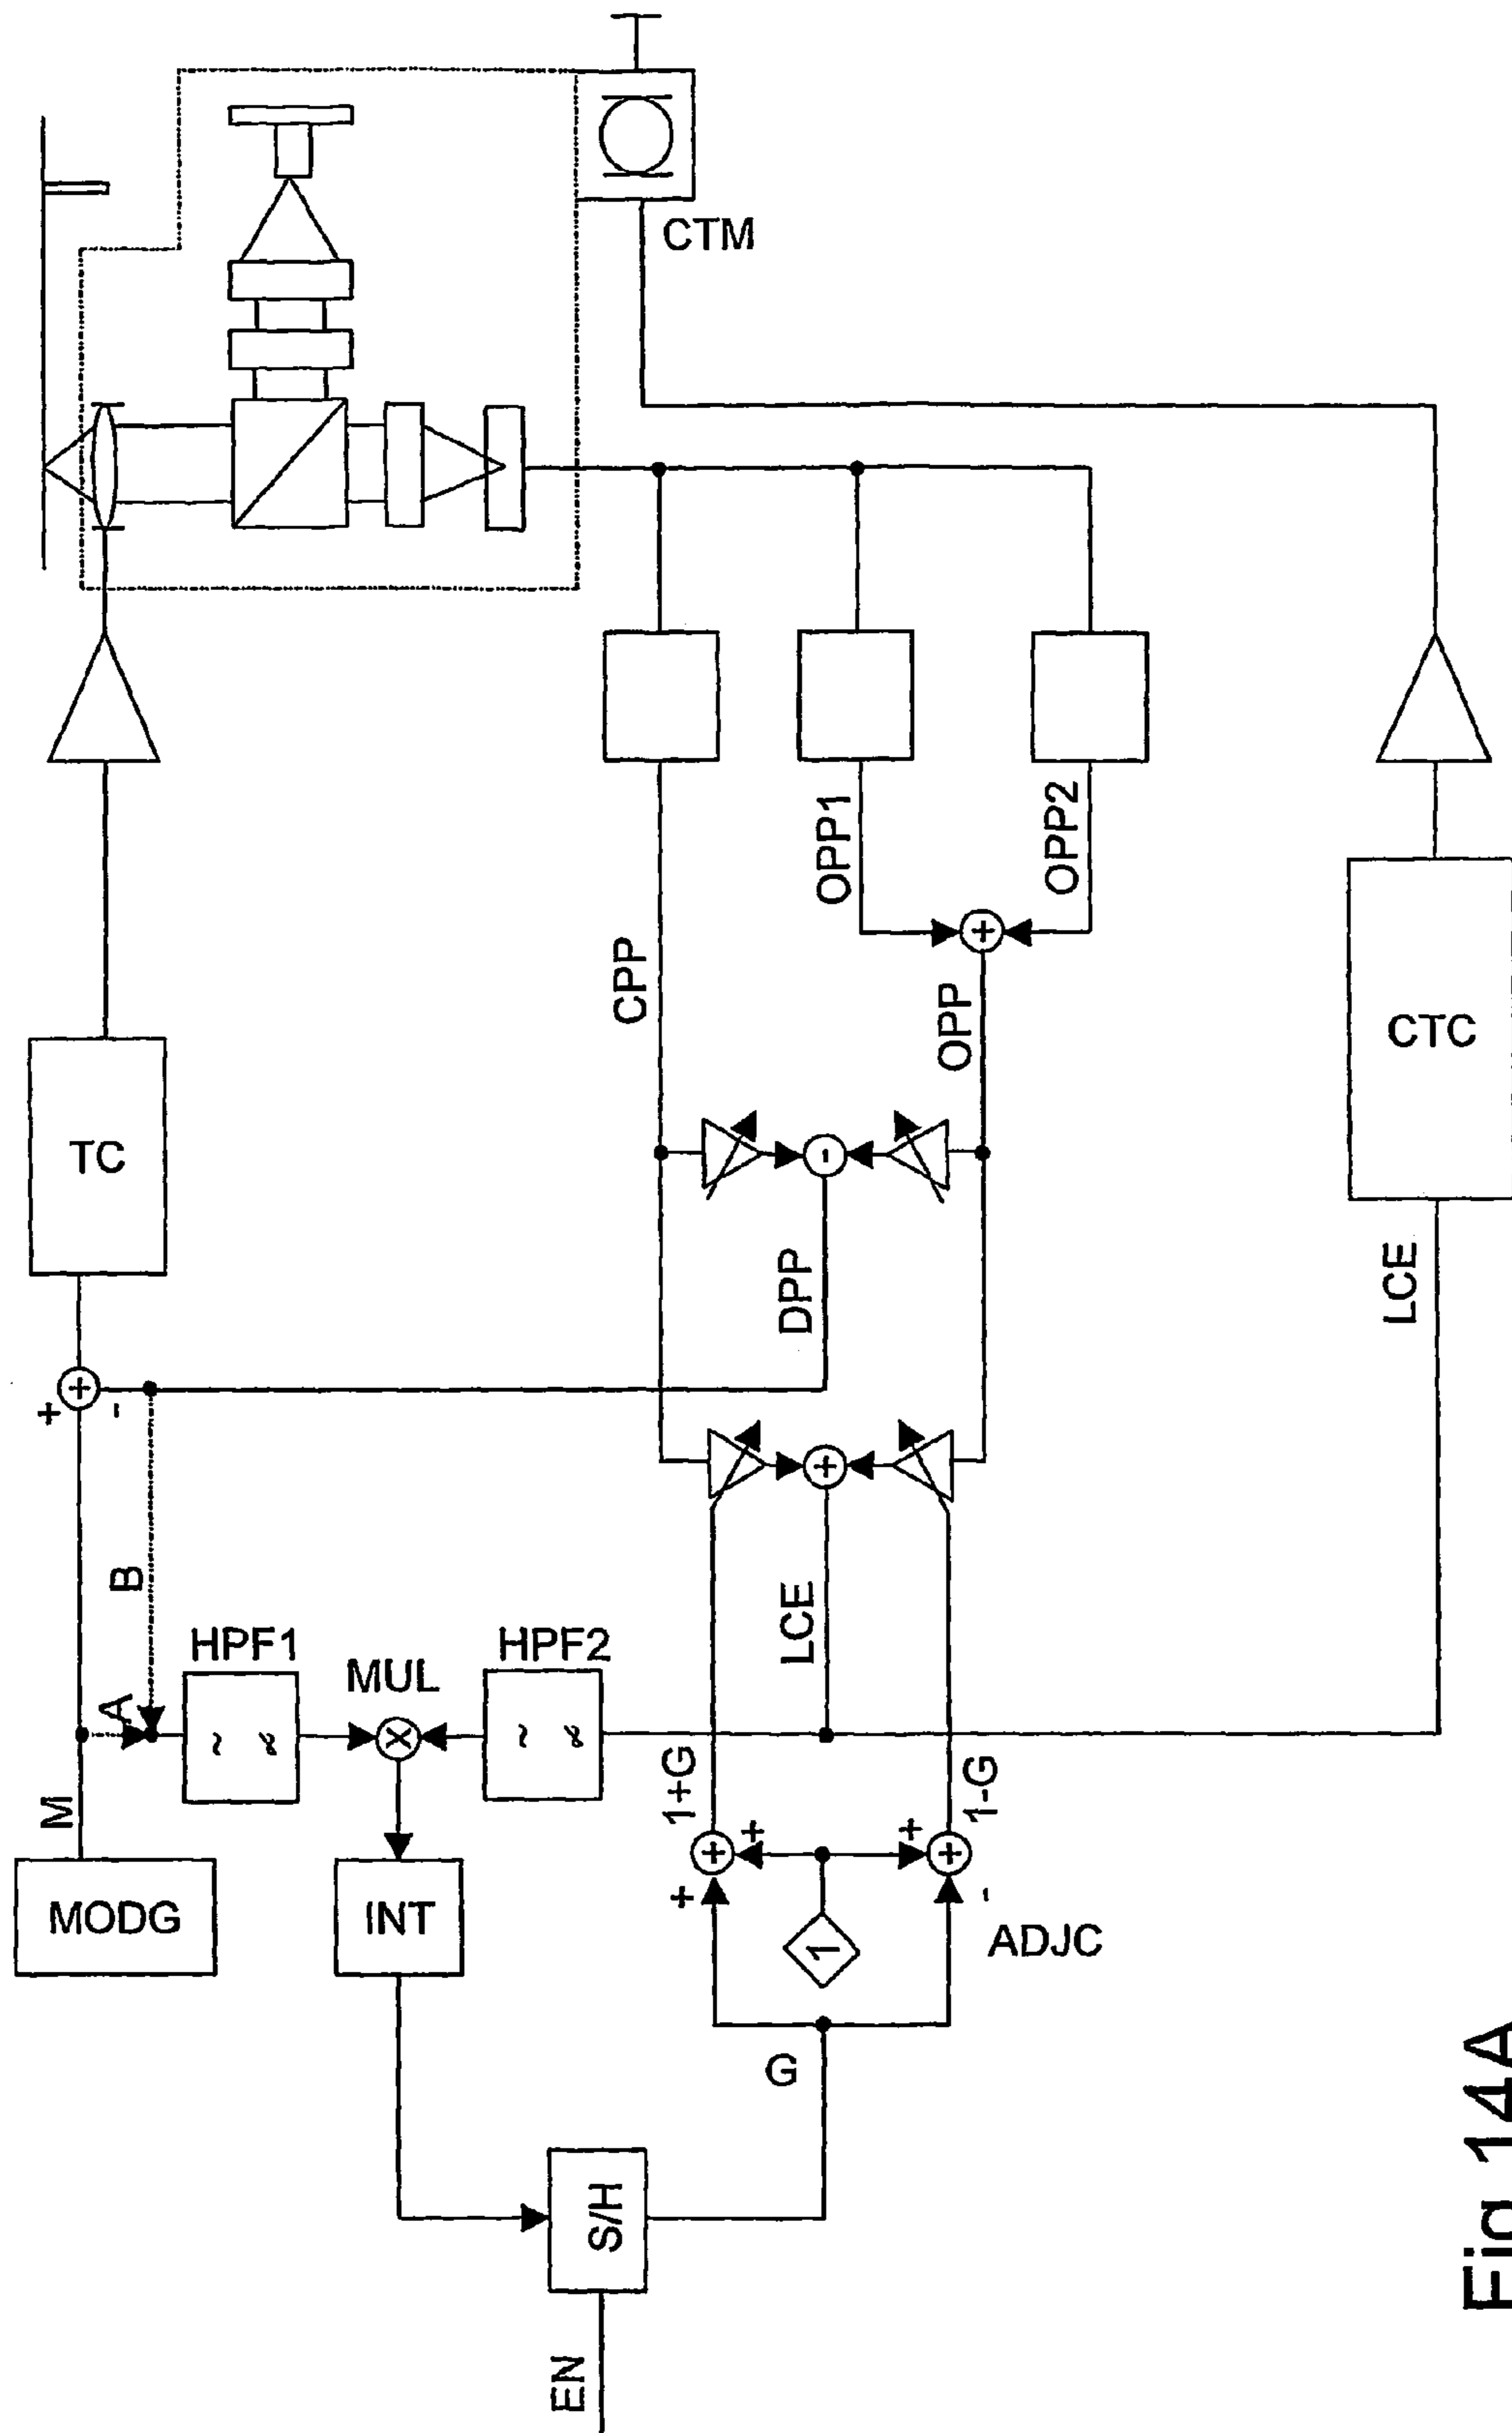 CTM
OPP1
OPP2
CPP
OPP
CTC
TC
+
-
DPP
-
LCE
+
+
-
B
A
HPF1
MUL
HPF2
LCE
X
M
1+G
1-G
+
+
+
+
MODG
INT
+
-
1
ADJC
G
S/H
EN
Fig 14A